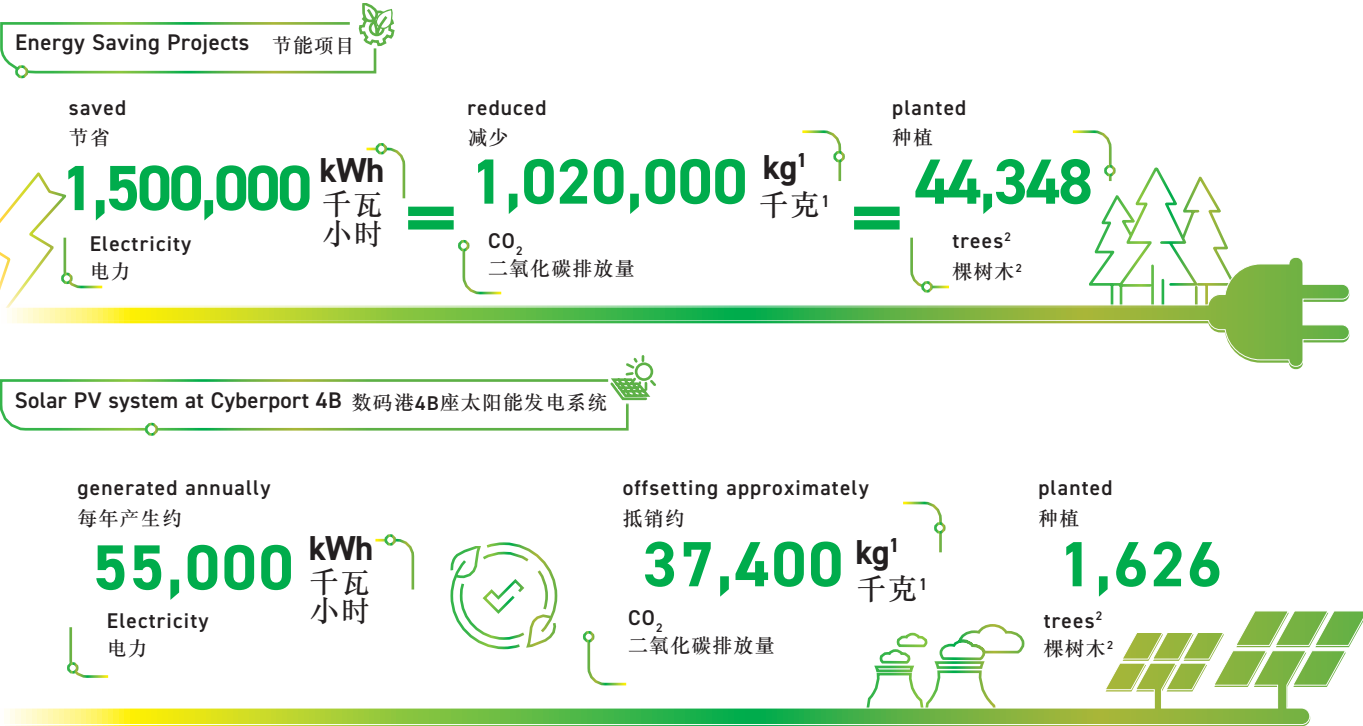 Energy Saving Projects 节能项目
saved
节省
1,500,000 kWh
千瓦
小时
Electricity
电力
=
reduced
减少
1,020,000 kg¹
千克¹
CO₂
二氧化碳排放量
=
planted
种植
44,348
trees²
棵树木²
Solar PV system at Cyberport 4B 数码港4B座太阳能发电系统
generated annually
每年产生约
55,000 kWh
千瓦
小时
Electricity
电力
offsetting approximately
抵销约
37,400 kg¹
千克¹
CO₂
二氧化碳排放量
planted
种植
1,626
trees²
棵树木²